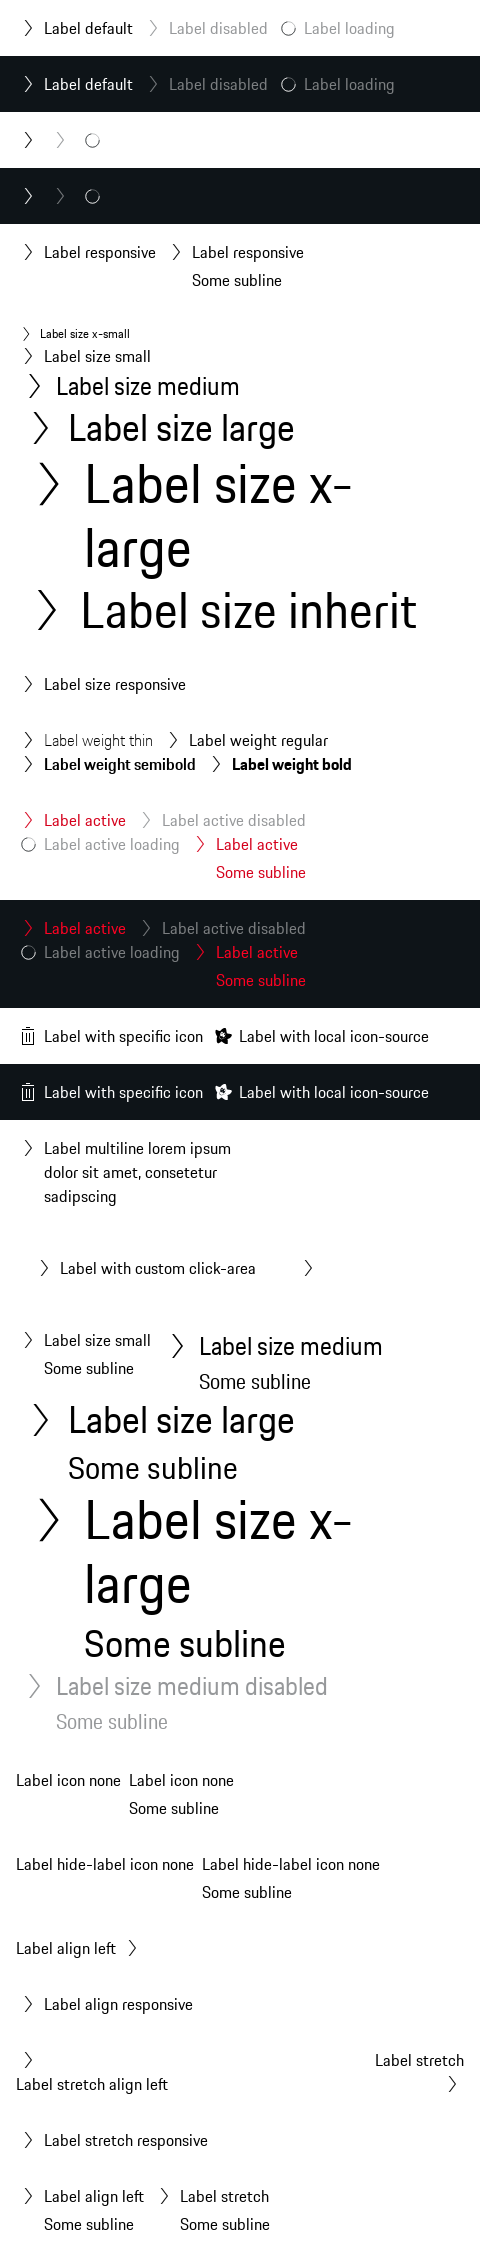 Label default Label disabled Label loading
Label default Label disabled Label loading
Label responsive Label responsive
Some subline
Label size x-small
Label size small
Label size medium
Label size large
Label size x-
large
Label size inherit
Label size responsive
Label weight thin Label weight regular
Label weight semibold Label weight bold
Label active Label active disabled
Label active loading Label active
Some subline
Label active Label active disabled
Label active loading Label active
Some subline
Label with specific icon Label with local icon-source
Label with specific icon Label with local icon-source
Label multiline lorem ipsum
dolor sit amet, consetetur
sadipscing
Label with custom click-area
Label size small Label size medium
Some subline Some subline
Label size large
Some subline
Label size x-
large
Some subline
Label size medium disabled
Some subline
Label icon none Label icon none
Some subline
Label hide-label icon none Label hide-label icon none
Some subline
Label align left
Label align responsive
Label stretch
Label stretch align left
Label stretch responsive
Label align left Label stretch
Some subline Some subline